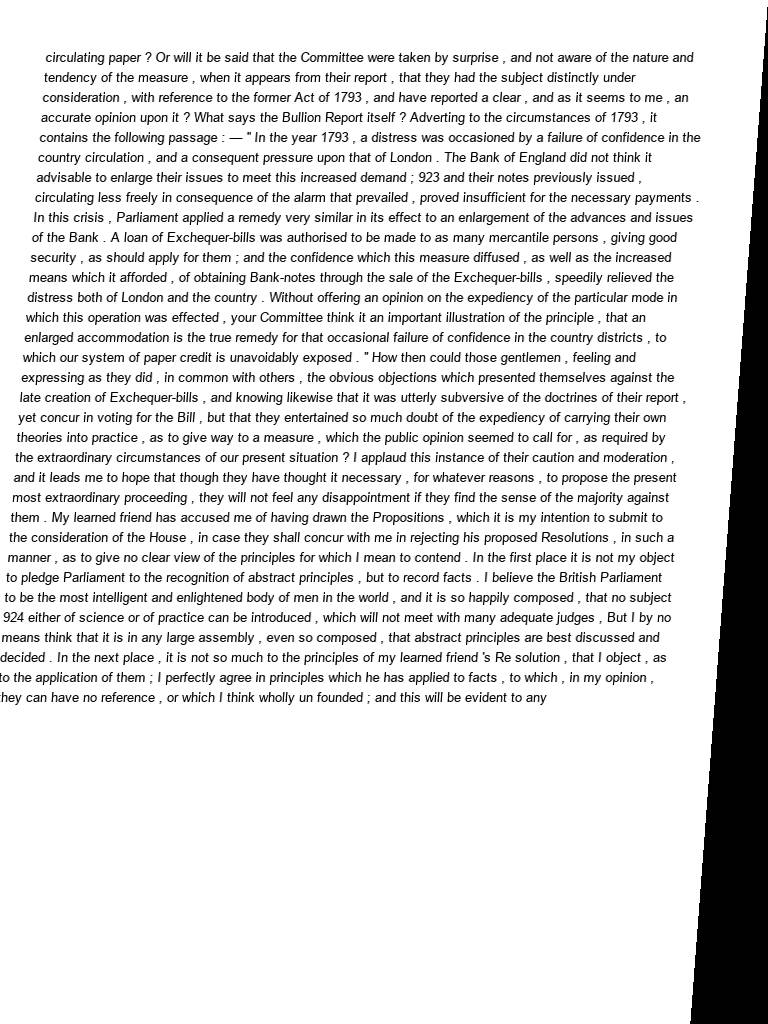 circulating paper ? Or will it be said that the Committee were taken by surprise , and not aware of the nature and
tendency of the measure , when it appears from their report , that they had the subject distinctly under
consideration , with reference to the former Act of 1793 , and have reported a clear , and as it seems to me , an
accurate opinion upon it ? What says the Bullion Report itself ? Adverting to the circumstances of 1793 , it
contains the following passage : — " In the year 1793 , a distress was occasioned by a failure of confidence in the
country circulation , and a consequent pressure upon that of London . The Bank of England did not think it
advisable to enlarge their issues to meet this increased demand ; 923 and their notes previously issued ,
circulating less freely in consequence of the alarm that prevailed , proved insufficient for the necessary payments .
In this crisis , Parliament applied a remedy very similar in its effect to an enlargement of the advances and issues
of the Bank . A loan of Exchequer-bills was authorised to be made to as many mercantile persons , giving good
security , as should apply for them ; and the confidence which this measure diffused , as well as the increased
means which it afforded , of obtaining Bank-notes through the sale of the Exchequer-bills , speedily relieved the
distress both of London and the country . Without offering an opinion on the expediency of the particular mode in
which this operation was effected , your Committee think it an important illustration of the principle , that an
enlarged accommodation is the true remedy for that occasional failure of confidence in the country districts , to
which our system of paper credit is unavoidably exposed . " How then could those gentlemen , feeling and
expressing as they did , in common with others , the obvious objections which presented themselves against the
late creation of Exchequer-bills , and knowing likewise that it was utterly subversive of the doctrines of their report ,
yet concur in voting for the Bill , but that they entertained so much doubt of the expediency of carrying their own
theories into practice , as to give way to a measure , which the public opinion seemed to call for , as required by
the extraordinary circumstances of our present situation ? I applaud this instance of their caution and moderation ,
and it leads me to hope that though they have thought it necessary , for whatever reasons , to propose the present
most extraordinary proceeding , they will not feel any disappointment if they find the sense of the majority against
them . My learned friend has accused me of having drawn the Propositions , which it is my intention to submit to
the consideration of the House , in case they shall concur with me in rejecting his proposed Resolutions , in such a
manner , as to give no clear view of the principles for which I mean to contend . In the first place it is not my object
to pledge Parliament to the recognition of abstract principles , but to record facts . I believe the British Parliament
to be the most intelligent and enlightened body of men in the world , and it is so happily composed , that no subject
924 either of science or of practice can be introduced , which will not meet with many adequate judges , But I by no
means think that it is in any large assembly , even so composed , that abstract principles are best discussed and
decided . In the next place , it is not so much to the principles of my learned friend 's Re solution , that I object , as
to the application of them ; I perfectly agree in principles which he has applied to facts , to which , in my opinion ,
they can have no reference , or which I think wholly un founded ; and this will be evident to any